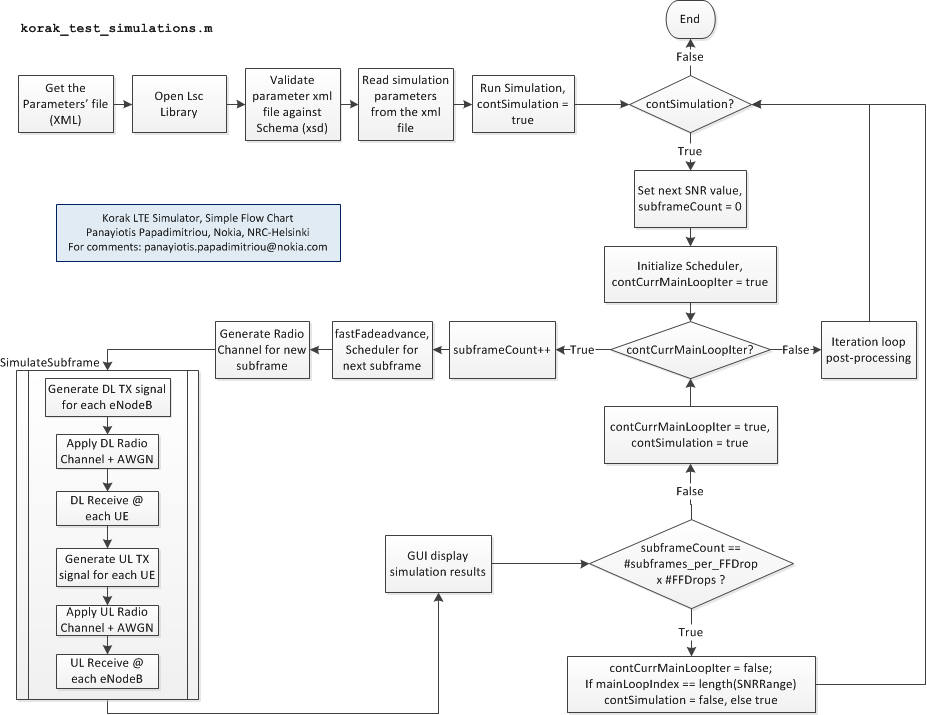 korak_test_simulations.m
End
False
Get the
Parameters' file
(XML)
Open Lsc
Library
Validate
parameter xml
file against
Schema (xsd)
Read simulation
parameters
from the xml
file
Run Simulation,
contSimulation =
true
contSimulation?
True
Set next SNR value,
subframeCount = 0
Korak LTE Simulator, Simple Flow Chart
Panayiotis Papadimitriou, Nokia, NRC-Helsinki
For comments: panayiotis.papadimitriou@nokia.com
Initialize Scheduler,
contCurrMainLoopIter = true
contCurrMainLoopIter?
False
Iteration loop
post-processing
True
subframeCount++
fastFadeadvance,
Scheduler for
next subframe
Generate Radio
Channel for new
subframe
SimulateSubframe
Generate DL TX signal
for each eNodeB
Apply DL Radio
Channel + AWGN
DL Receive @
each UE
Generate UL TX
signal for each UE
Apply UL Radio
Channel + AWGN
UL Receive @
each eNodeB
GUI display
simulation results
subframeCount ==
#subframes_per_FFDrop
x #FFDrops ?
False
contCurrMainLoopIter = true,
contSimulation = true
True
contCurrMainLoopIter = false;
If mainLoopIndex == length(SNRRange)
contSimulation = false, else true